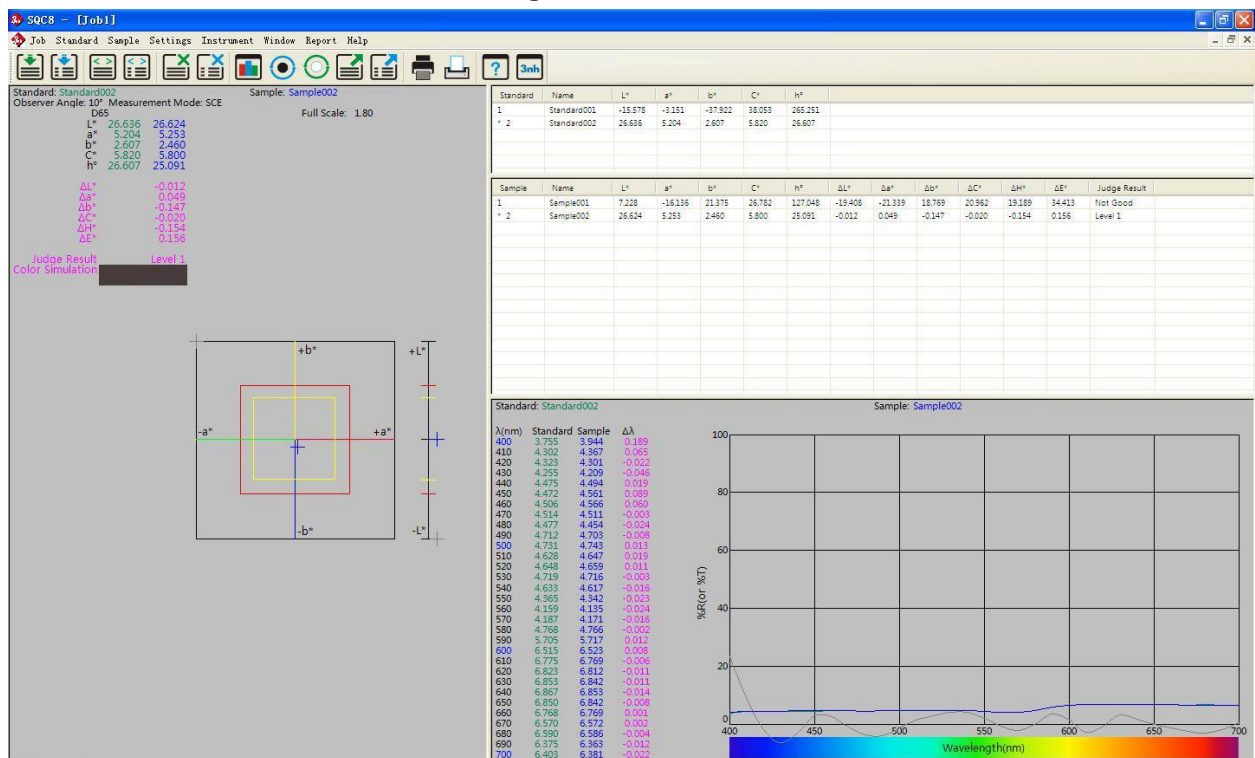 SQC8 - [Job1]
Job Standard Sample Settings Instrument Window Report Help
3nh
Standard: Standard002 Sample: Sample002
Observer Angle: 10° Measurement Mode: SCE
D65 Full Scale: 1.80
L* 26.636 26.624
a* 5.204 5.253
b* 2.607 2.460
C* 5.820 5.800
h° 26.607 25.091
ΔL* -0.012
Δa* 0.049
Δb* -0.147
ΔC* -0.020
ΔH* -0.154
ΔE* 0.156
Judge Result Level 1
Color Simulation
+b* +L*
-a* +a*
-b* -L*
Standard Name L* a* b* C* h°
1 Standard001 -15.578 -3.151 -37.922 38.053 265.251
* 2 Standard002 26.636 5.204 2.607 5.820 26.607
Sample Name L* a* b* C* h° ΔL* Δa* Δb* ΔC* ΔH* ΔE* Judge Result
1 Sample001 7.228 -16.136 21.375 26.782 127.048 -19.408 -21.339 18.769 20.962 19.189 34.413 Not Good
* 2 Sample002 26.624 5.253 2.460 5.800 25.091 -0.012 0.049 -0.147 -0.020 -0.154 0.156 Level 1
Standard: Standard002 Sample: Sample002
λ(nm) Standard Sample Δλ
400 3.755 3.944 0.189
410 4.302 4.367 0.065
420 4.323 4.301 -0.022
430 4.255 4.209 -0.046
440 4.475 4.494 0.019
450 4.472 4.561 0.089
460 4.506 4.566 0.060
470 4.514 4.511 -0.003
480 4.477 4.454 -0.024
490 4.712 4.703 -0.008
500 4.731 4.743 0.013
510 4.628 4.647 0.019
520 4.648 4.659 0.011
530 4.719 4.716 -0.003
540 4.633 4.617 -0.016
550 4.365 4.342 -0.023
560 4.159 4.135 -0.024
570 4.187 4.171 -0.016
580 4.768 4.766 -0.002
590 5.705 5.717 0.012
600 6.515 6.523 0.008
610 6.775 6.769 -0.006
620 6.823 6.812 -0.011
630 6.853 6.842 -0.011
640 6.867 6.853 -0.014
650 6.850 6.842 -0.008
660 6.768 6.769 0.001
670 6.570 6.572 0.002
680 6.590 6.586 -0.004
690 6.375 6.363 -0.012
700 6.403 6.381 -0.022
100
80
60
40
20
0
%R(or %T)
400 450 500 550 600 650 700
Wavelength(nm)